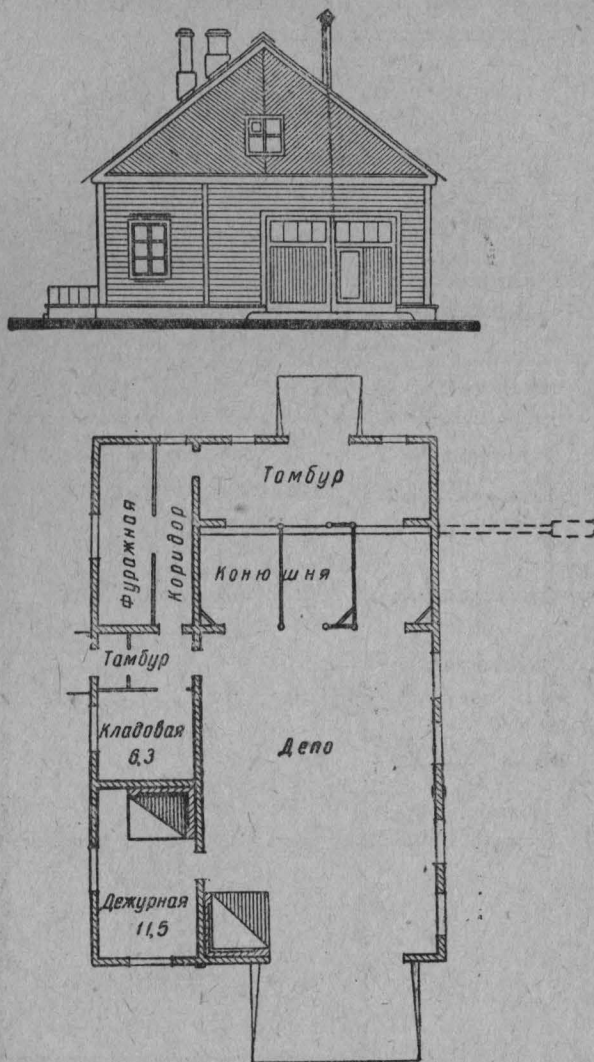 Тамбур
Фуражная
Коридор
Конюшня
Тамбур
Кладовая
6,3
Депо
Дежурная
11,5